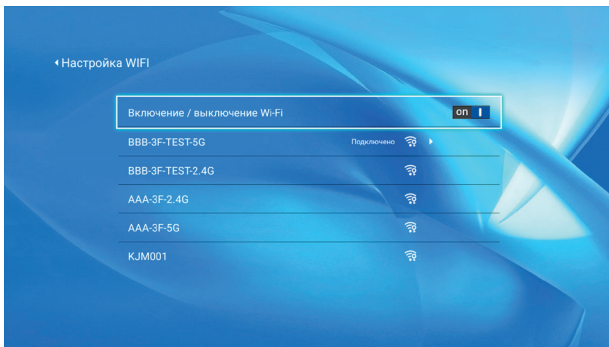 Настройка WIFI
Включение / выключение Wi-Fi on
BBB-3F-TEST-5G Подключено
BBB-3F-TEST-2.4G
AAA-3F-2.4G
AAA-3F-5G
KJM001